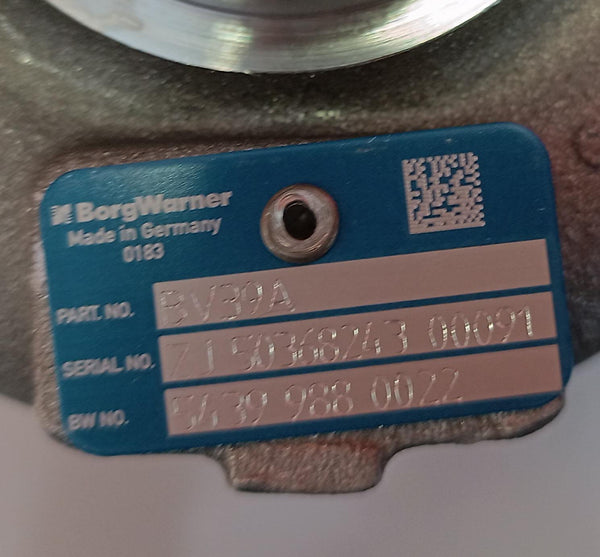 BorgWarner
Made in Germany
0183
PART. NO. BV39A
SERIAL NO. ZJ 50368243 00091
BW NO. 5439 988 0022